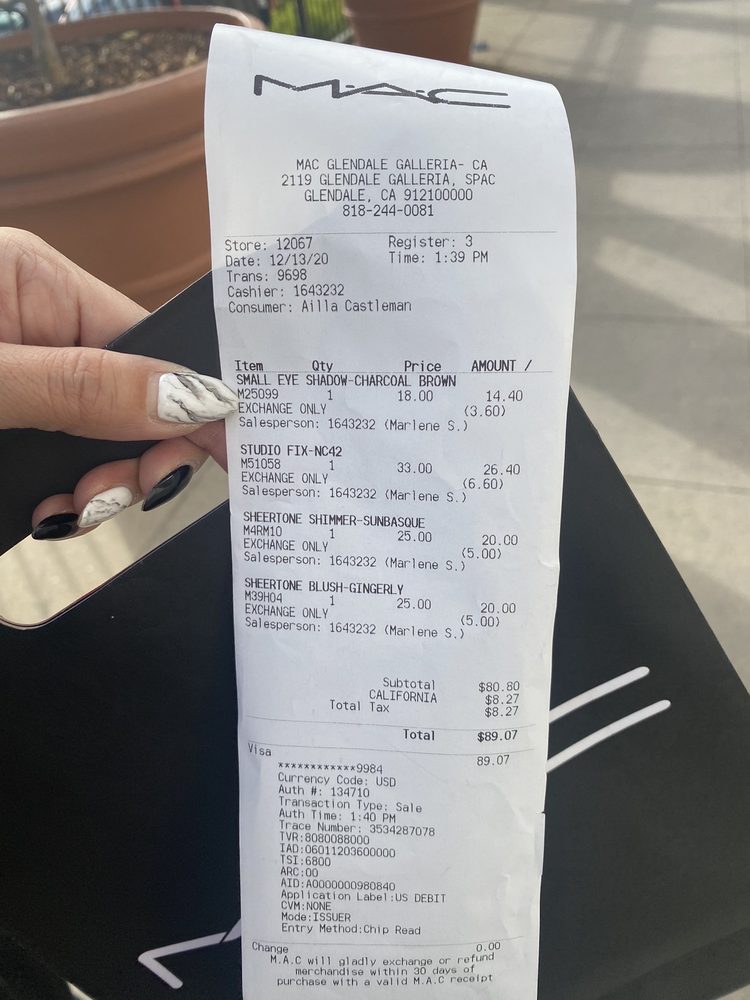 M·A·C
MAC GLENDALE GALLERIA- CA
2119 GLENDALE GALLERIA, SPAC
GLENDALE, CA 912100000
818-244-0081
Store: 12067 Register: 3
Date: 12/13/20 Time: 1:39 PM
Trans: 9698
Cashier: 1643232
Consumer: Ailla Castleman
Item Qty Price AMOUNT /
SMALL EYE SHADOW-CHARCOAL BROWN
M25099 1 18.00 14.40
EXCHANGE ONLY (3.60)
Salesperson: 1643232 (Marlene S.)
STUDIO FIX-NC42
M51058 1 33.00 26.40
EXCHANGE ONLY (6.60)
Salesperson: 1643232 (Marlene S.)
SHEERTONE SHIMMER-SUNBASQUE
M4RM10 1 25.00 20.00
EXCHANGE ONLY (5.00)
Salesperson: 1643232 (Marlene S.)
SHEERTONE BLUSH-GINGERLY
M39H04 1 25.00 20.00
EXCHANGE ONLY (5.00)
Salesperson: 1643232 (Marlene S.)
Subtotal $80.80
CALIFORNIA $8.27
Total Tax $8.27
Total $89.07
Visa 89.07
************9984
Currency Code: USD
Auth #: 134710
Transaction Type: Sale
Auth Time: 1:40 PM
Trace Number: 3534287078
TVR:8080088000
IAD:06011203600000
TSI:6800
ARC:00
AID:A0000000980840
Application Label:US DEBIT
CVM:NONE
Mode:ISSUER
Entry Method:Chip Read
Change 0.00
M.A.C will gladly exchange or refund
merchandise within 30 days of
purchase with a valid M.A.C receipt